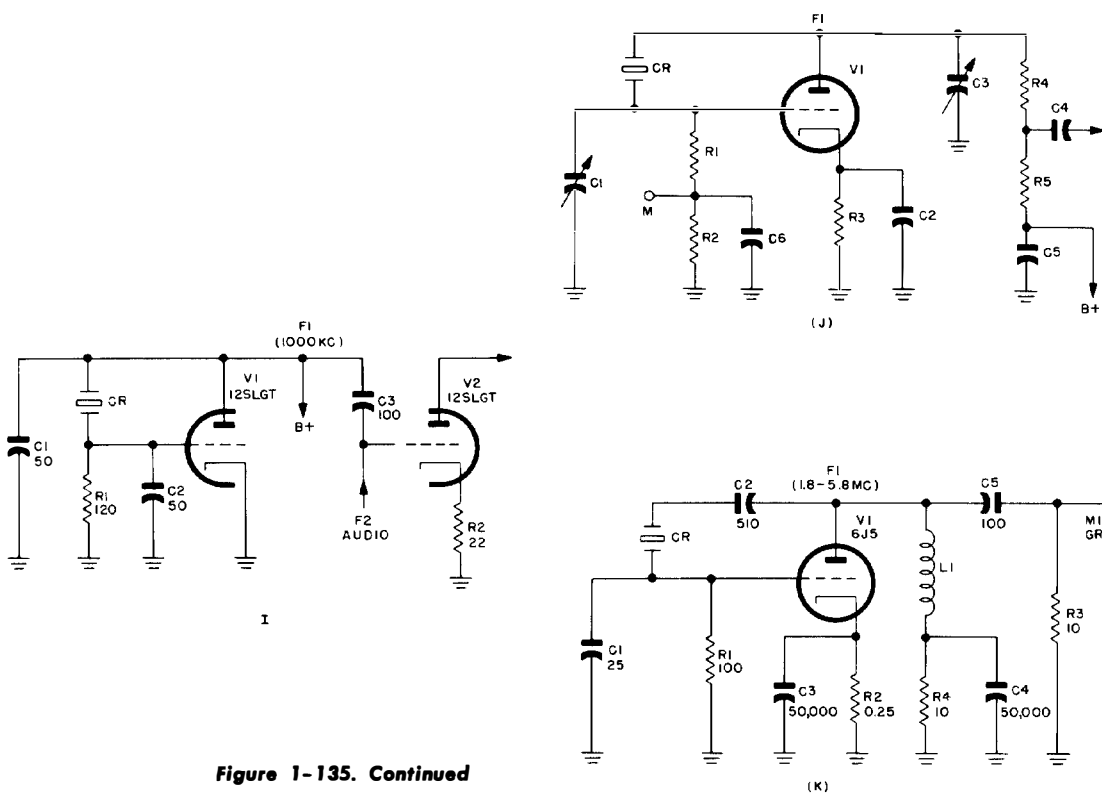 F1
CR
V1
C3
R4
C4
C1
R1
M
R2
C6
R3
C2
R5
C5
B+
(J)
F1
(1000KC)
CR
V1
12SLGT
B+
C3
100
V2
12SLGT
C1
50
R1
120
C2
50
F2
AUDIO
R2
22
I
F1
(1.8-5.8MC)
C2
510
V1
6J5
C5
100
M1
GR
CR
L1
C1
25
R1
100
C3
50,000
R2
0.25
R4
10
C4
50,000
R3
10
(K)
Figure 1-135. Continued